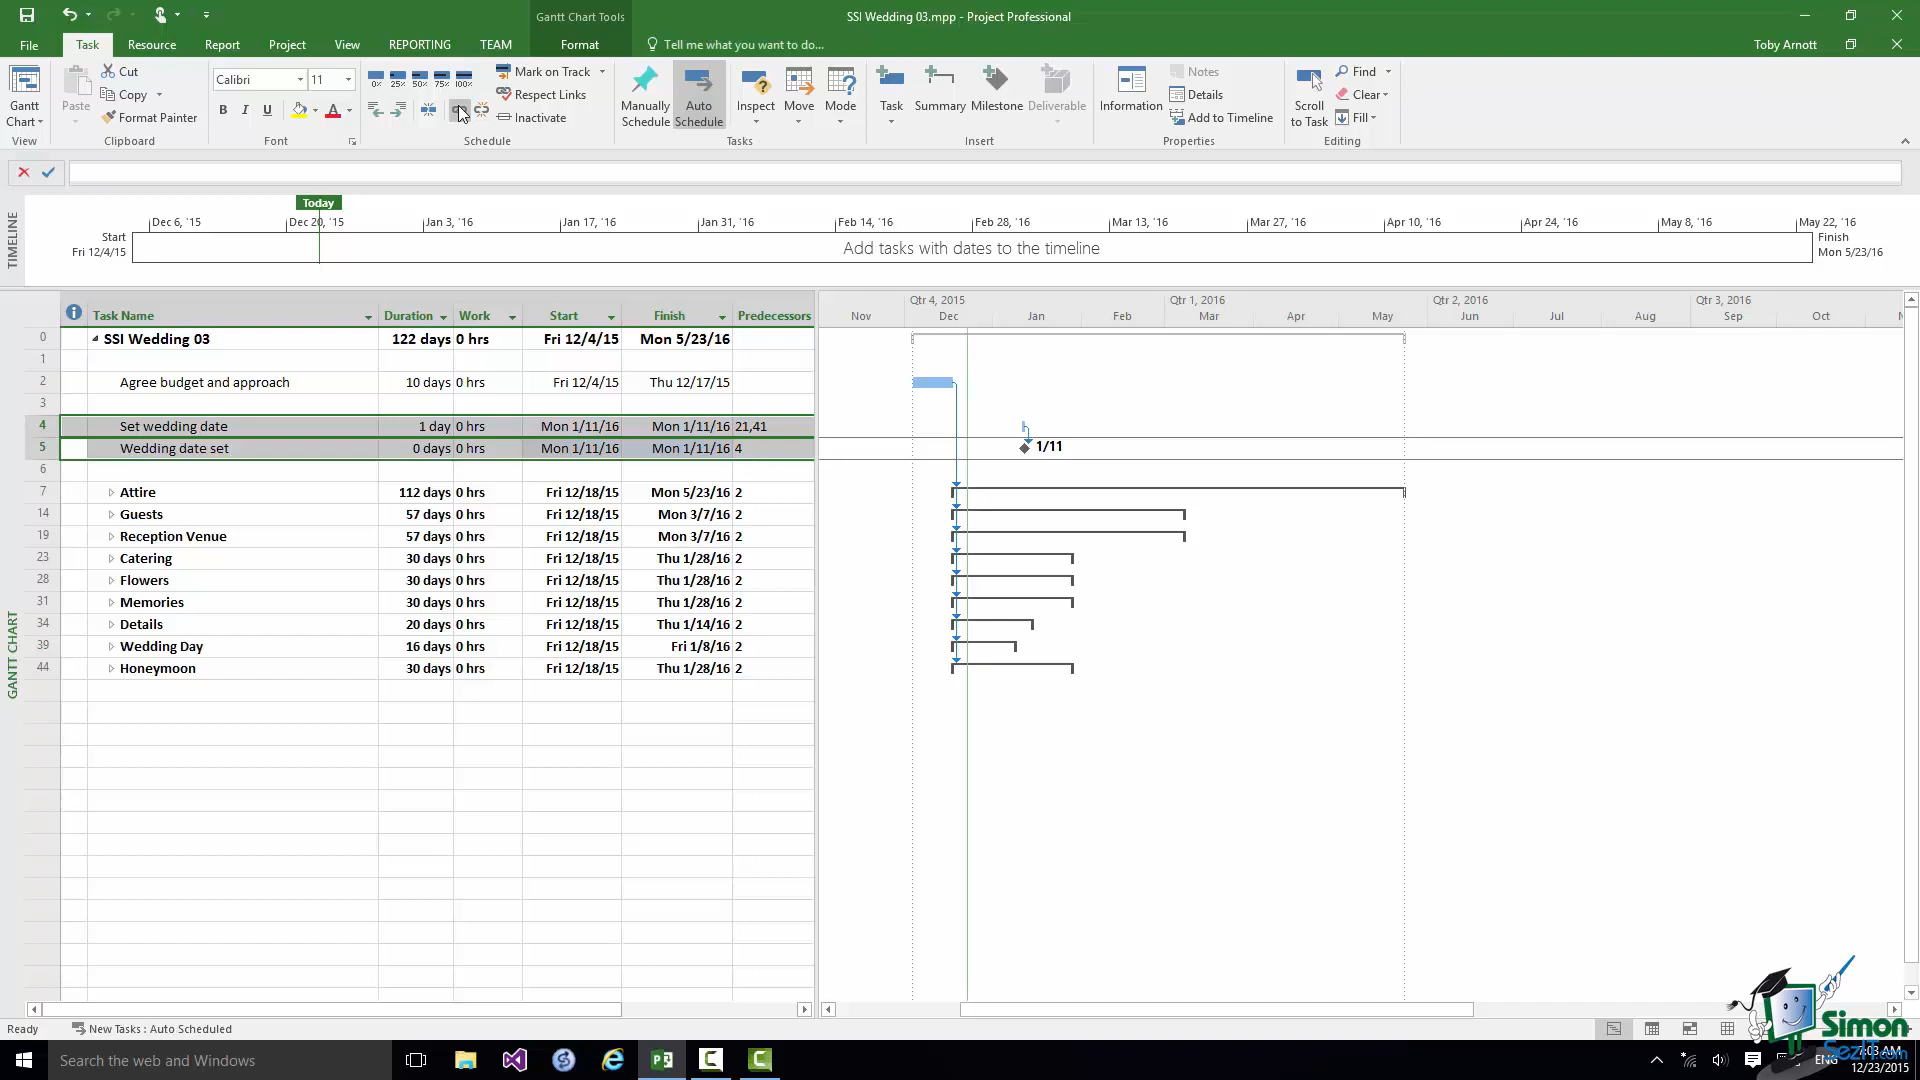 SSI Wedding 03.mpp - Project Professional
Gantt Chart Tools
File Task Resource Report Project View REPORTING TEAM Format Tell me what you want to do... Toby Arnott
Gantt Chart
View
Paste
Cut
Copy
Format Painter
Clipboard
Calibri 11
B I U A
Font
0% 25% 50% 75% 100%
Mark on Track
Respect Links
Inactivate
Schedule
Manually Schedule
Auto Schedule
Inspect
Move
Mode
Tasks
Task
Summary
Milestone
Deliverable
Insert
Information
Notes
Details
Add to Timeline
Properties
Scroll to Task
Find
Clear
Fill
Editing
TIMELINE
Today
Dec 6, '15 Dec 20, '15 Jan 3, '16 Jan 17, '16 Jan 31, '16 Feb 14, '16 Feb 28, '16 Mar 13, '16 Mar 27, '16 Apr 10, '16 Apr 24, '16 May 8, '16 May 22, '16
Start
Fri 12/4/15
Add tasks with dates to the timeline
Finish
Mon 5/23/16
GANTT CHART
Task Name Duration Work Start Finish Predecessors
Qtr 4, 2015 Qtr 1, 2016 Qtr 2, 2016 Qtr 3, 2016
Nov Dec Jan Feb Mar Apr May Jun Jul Aug Sep Oct
0 SSI Wedding 03 122 days 0 hrs Fri 12/4/15 Mon 5/23/16
1
2 Agree budget and approach 10 days 0 hrs Fri 12/4/15 Thu 12/17/15
3
4 Set wedding date 1 day 0 hrs Mon 1/11/16 Mon 1/11/16 21,41
5 Wedding date set 0 days 0 hrs Mon 1/11/16 Mon 1/11/16 4 1/11
6
7 Attire 112 days 0 hrs Fri 12/18/15 Mon 5/23/16 2
14 Guests 57 days 0 hrs Fri 12/18/15 Mon 3/7/16 2
19 Reception Venue 57 days 0 hrs Fri 12/18/15 Mon 3/7/16 2
23 Catering 30 days 0 hrs Fri 12/18/15 Thu 1/28/16 2
28 Flowers 30 days 0 hrs Fri 12/18/15 Thu 1/28/16 2
31 Memories 30 days 0 hrs Fri 12/18/15 Thu 1/28/16 2
34 Details 20 days 0 hrs Fri 12/18/15 Thu 1/14/16 2
39 Wedding Day 16 days 0 hrs Fri 12/18/15 Fri 1/8/16 2
44 Honeymoon 30 days 0 hrs Fri 12/18/15 Thu 1/28/16 2
Ready New Tasks : Auto Scheduled
Simon
SezIT.com
Search the web and Windows
ENG
7:03 AM
12/23/2015